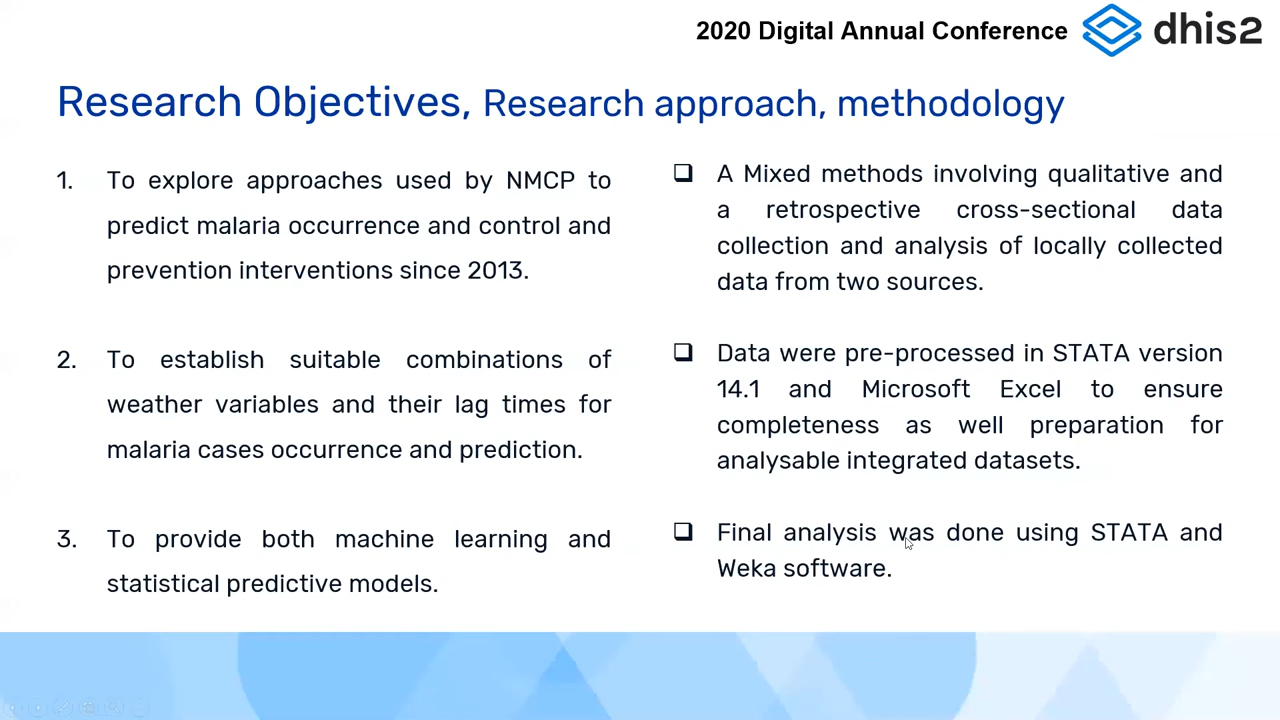 2020 Digital Annual Conference dhis2
Research Objectives, Research approach, methodology
1. To explore approaches used by NMCP to
predict malaria occurrence and control and
prevention interventions since 2013.
2. To establish suitable combinations of
weather variables and their lag times for
malaria cases occurrence and prediction.
3. To provide both machine learning and
statistical predictive models.
❑ A Mixed methods involving qualitative and
a retrospective cross-sectional data
collection and analysis of locally collected
data from two sources.
❑ Data were pre-processed in STATA version
14.1 and Microsoft Excel to ensure
completeness as well preparation for
analysable integrated datasets.
❑ Final analysis was done using STATA and
Weka software.